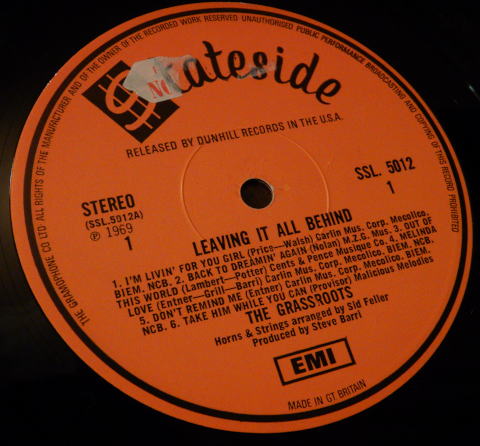 THE GRAMOPHONE CO LTD ALL RIGHTS OF THE MANUFACTURER AND OF THE OWNER OF THE RECORDED WORK RESERVED UNAUTHORISED PUBLIC PERFORMANCE BROADCASTING AND COPYING OF THIS RECORD PROHIBITED
tateside
NO
RELEASED BY DUNHILL RECORDS IN THE U.S.A.
STEREO
(SSL.5012A)
Ⓟ 1969
1
SSL. 5012
1
LEAVING IT ALL BEHIND
1. I'M LIVIN' FOR YOU GIRL (Price—Walsh) Carlin Mus. Corp. Mecolico.
BIEM. NCB. 2. BACK TO DREAMIN' AGAIN (Nolan) M.Z.G. Mus. 3. OUT OF
THIS WORLD (Lambert—Potter) Cents & Pence Musique Co. 4. MELINDA
LOVE (Entner—Grill—Barri) Carlin Mus. Corp. Mecolico. BIEM. NCB.
5. DON'T REMIND ME (Entner) Carlin Mus. Corp. Mecolico. BIEM.
NCB. 6. TAKE HIM WHILE YOU CAN (Provisor) Malicious Melodies
THE GRASSROOTS
Horns & Strings arranged by Sid Feller
Produced by Steve Barri
EMI
MADE IN GT BRITAIN